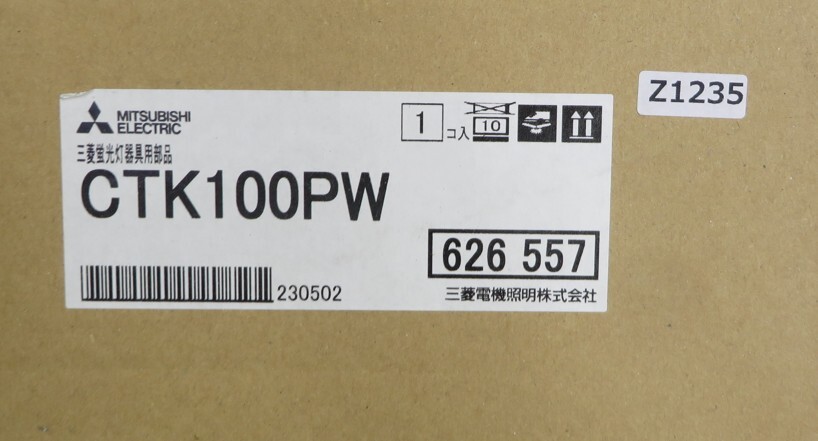 Z1235
MITSUBISHI
ELECTRIC
1
コ入
10
三菱蛍光灯器具用部品
CTK100PW
626 557
230502
三菱電機照明株式会社